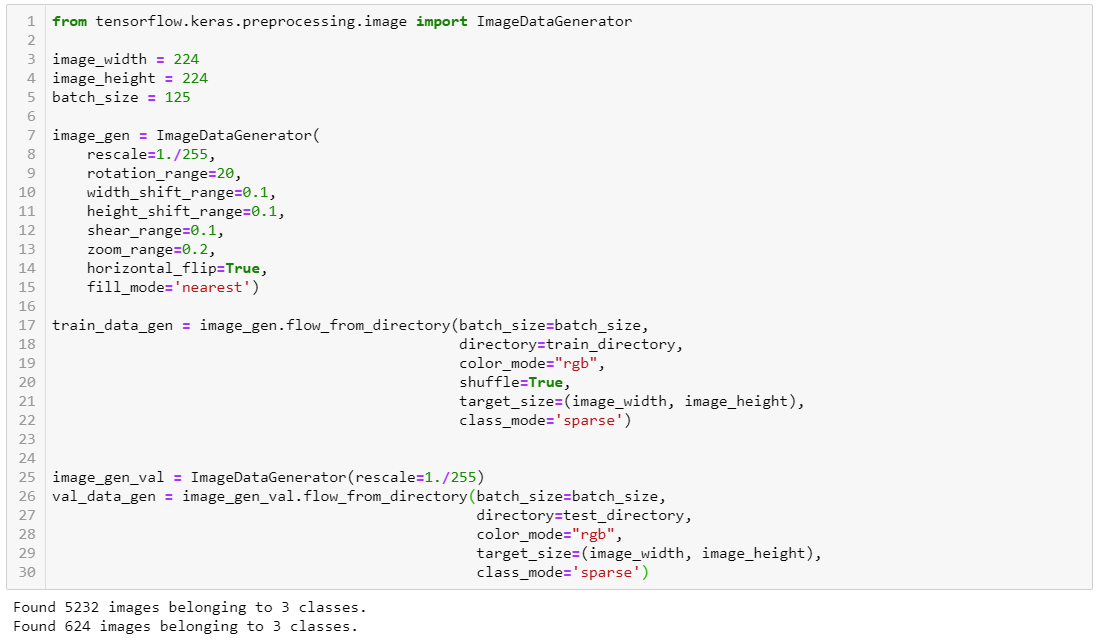 1 from tensorflow.keras.preprocessing.image import ImageDataGenerator
2
3 image_width = 224
4 image_height = 224
5 batch_size = 125
6
7 image_gen = ImageDataGenerator(
8     rescale=1./255,
9     rotation_range=20,
10     width_shift_range=0.1,
11     height_shift_range=0.1,
12     shear_range=0.1,
13     zoom_range=0.2,
14     horizontal_flip=True,
15     fill_mode='nearest')
16
17 train_data_gen = image_gen.flow_from_directory(batch_size=batch_size,
18                                                directory=train_directory,
19                                                color_mode="rgb",
20                                                shuffle=True,
21                                                target_size=(image_width, image_height),
22                                                class_mode='sparse')
23
24
25 image_gen_val = ImageDataGenerator(rescale=1./255)
26 val_data_gen = image_gen_val.flow_from_directory(batch_size=batch_size,
27                                                  directory=test_directory,
28                                                  color_mode="rgb",
29                                                  target_size=(image_width, image_height),
30                                                  class_mode='sparse')
Found 5232 images belonging to 3 classes.
Found 624 images belonging to 3 classes.